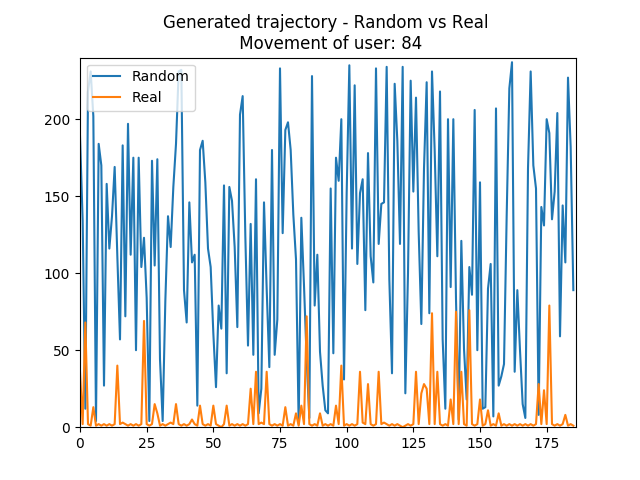 Generated trajectory - Random vs Real
Movement of user: 84
Random
Real
200
150
100
50
0
0 25 50 75 100 125 150 175